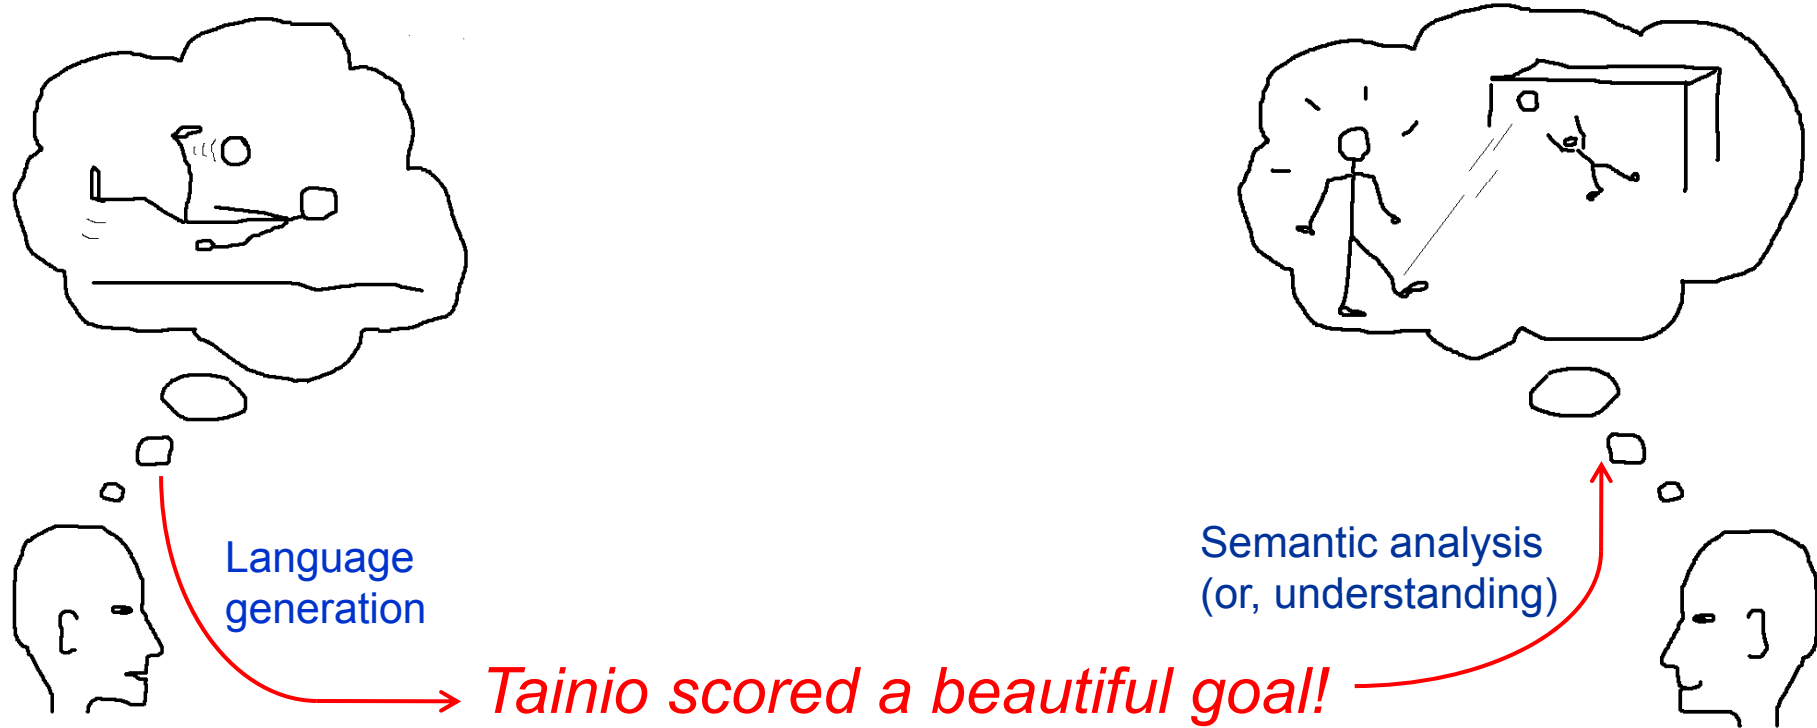 Language
generation
Semantic analysis
(or, understanding)
Tainio scored a beautiful goal!